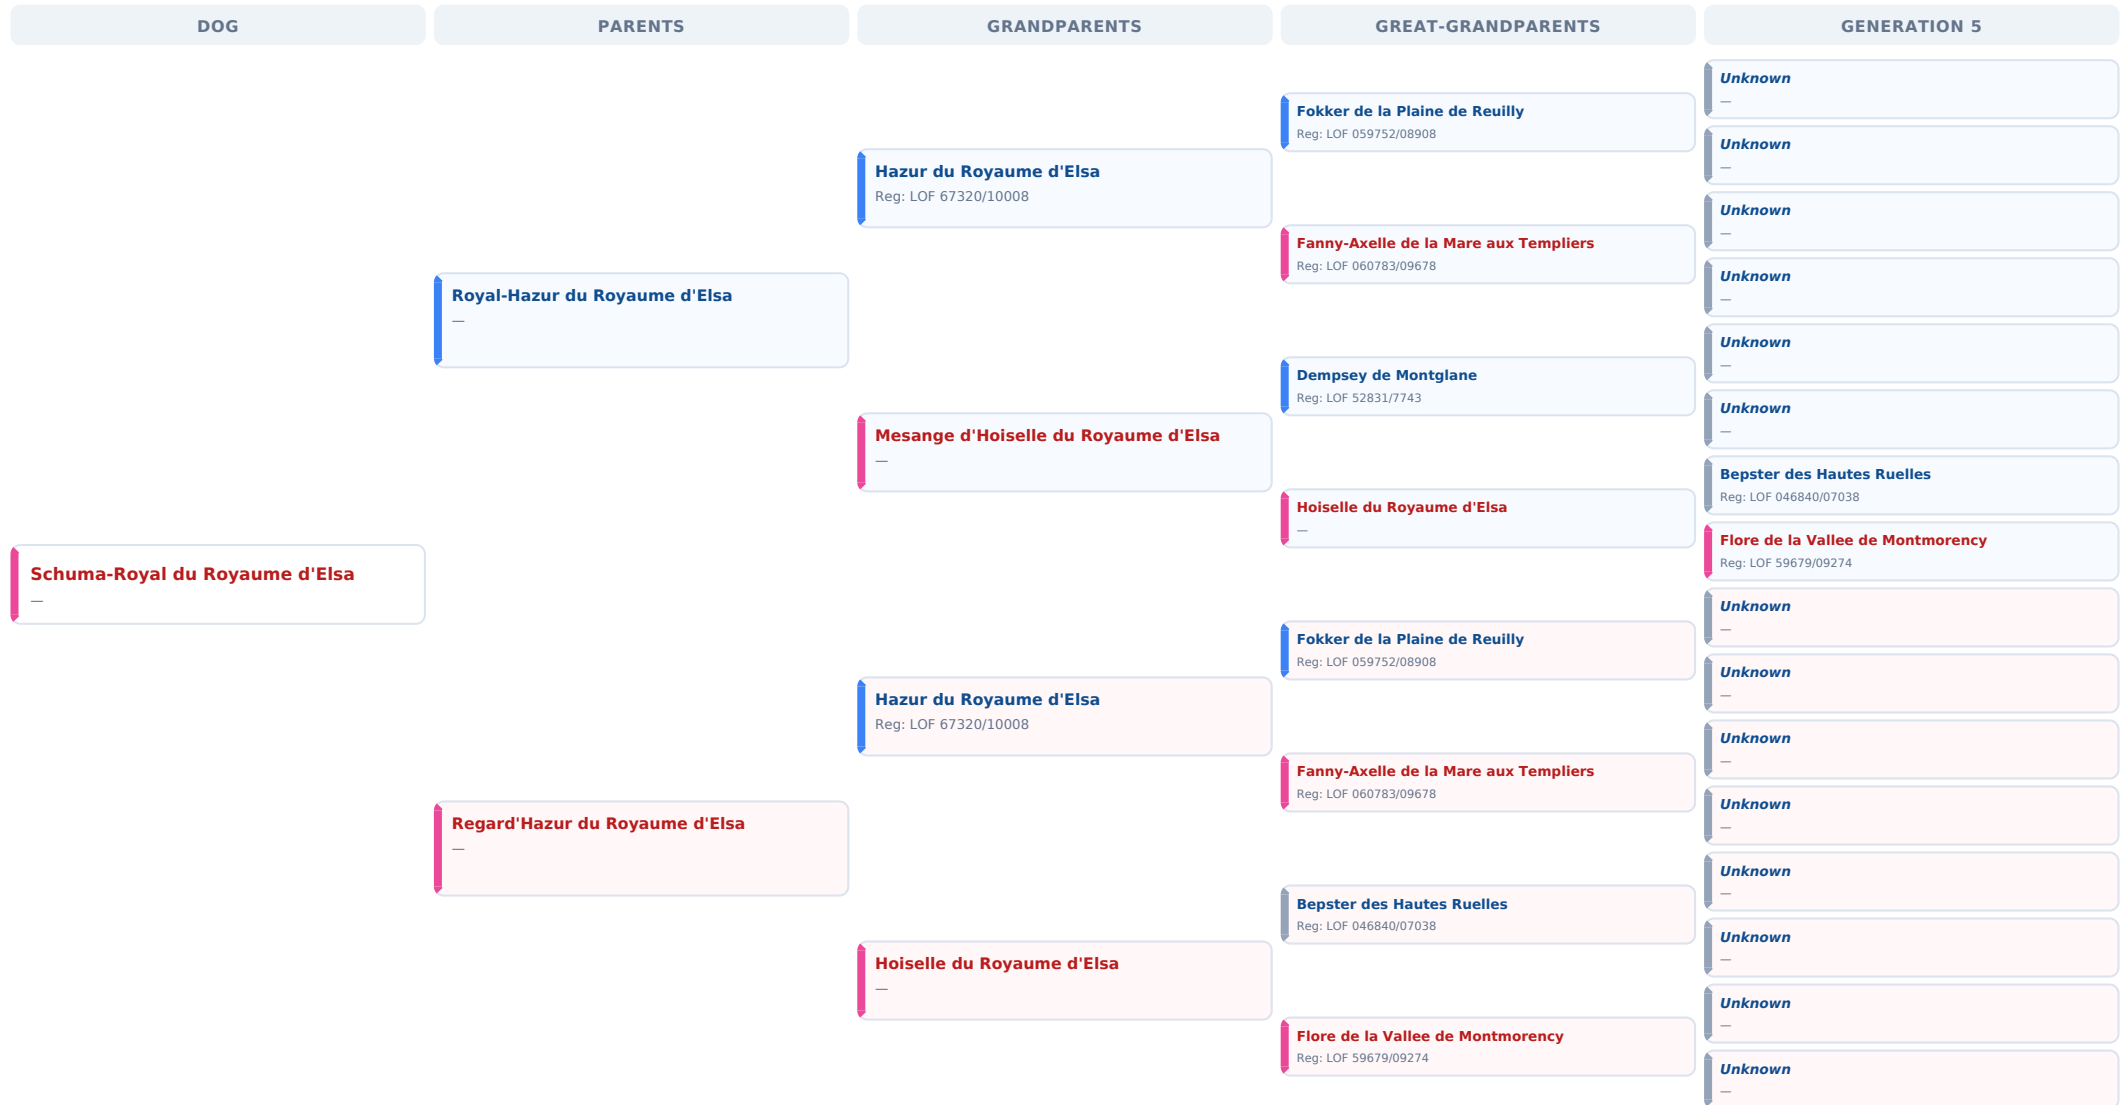 DOG
PARENTS
GRANDPARENTS
GREAT-GRANDPARENTS
GENERATION 5
Schuma-Royal du Royaume d'Elsa
—
Royal-Hazur du Royaume d'Elsa
—
Regard'Hazur du Royaume d'Elsa
—
Hazur du Royaume d'Elsa
Reg: LOF 67320/10008
Mesange d'Hoiselle du Royaume d'Elsa
—
Hazur du Royaume d'Elsa
Reg: LOF 67320/10008
Hoiselle du Royaume d'Elsa
—
Fokker de la Plaine de Reuilly
Reg: LOF 059752/08908
Fanny-Axelle de la Mare aux Templiers
Reg: LOF 060783/09678
Dempsey de Montglane
Reg: LOF 52831/7743
Hoiselle du Royaume d'Elsa
—
Fokker de la Plaine de Reuilly
Reg: LOF 059752/08908
Fanny-Axelle de la Mare aux Templiers
Reg: LOF 060783/09678
Bepster des Hautes Ruelles
Reg: LOF 046840/07038
Flore de la Vallee de Montmorency
Reg: LOF 59679/09274
Unknown
—
Unknown
—
Unknown
—
Unknown
—
Unknown
—
Unknown
—
Bepster des Hautes Ruelles
Reg: LOF 046840/07038
Flore de la Vallee de Montmorency
Reg: LOF 59679/09274
Unknown
—
Unknown
—
Unknown
—
Unknown
—
Unknown
—
Unknown
—
Unknown
—
Unknown
—